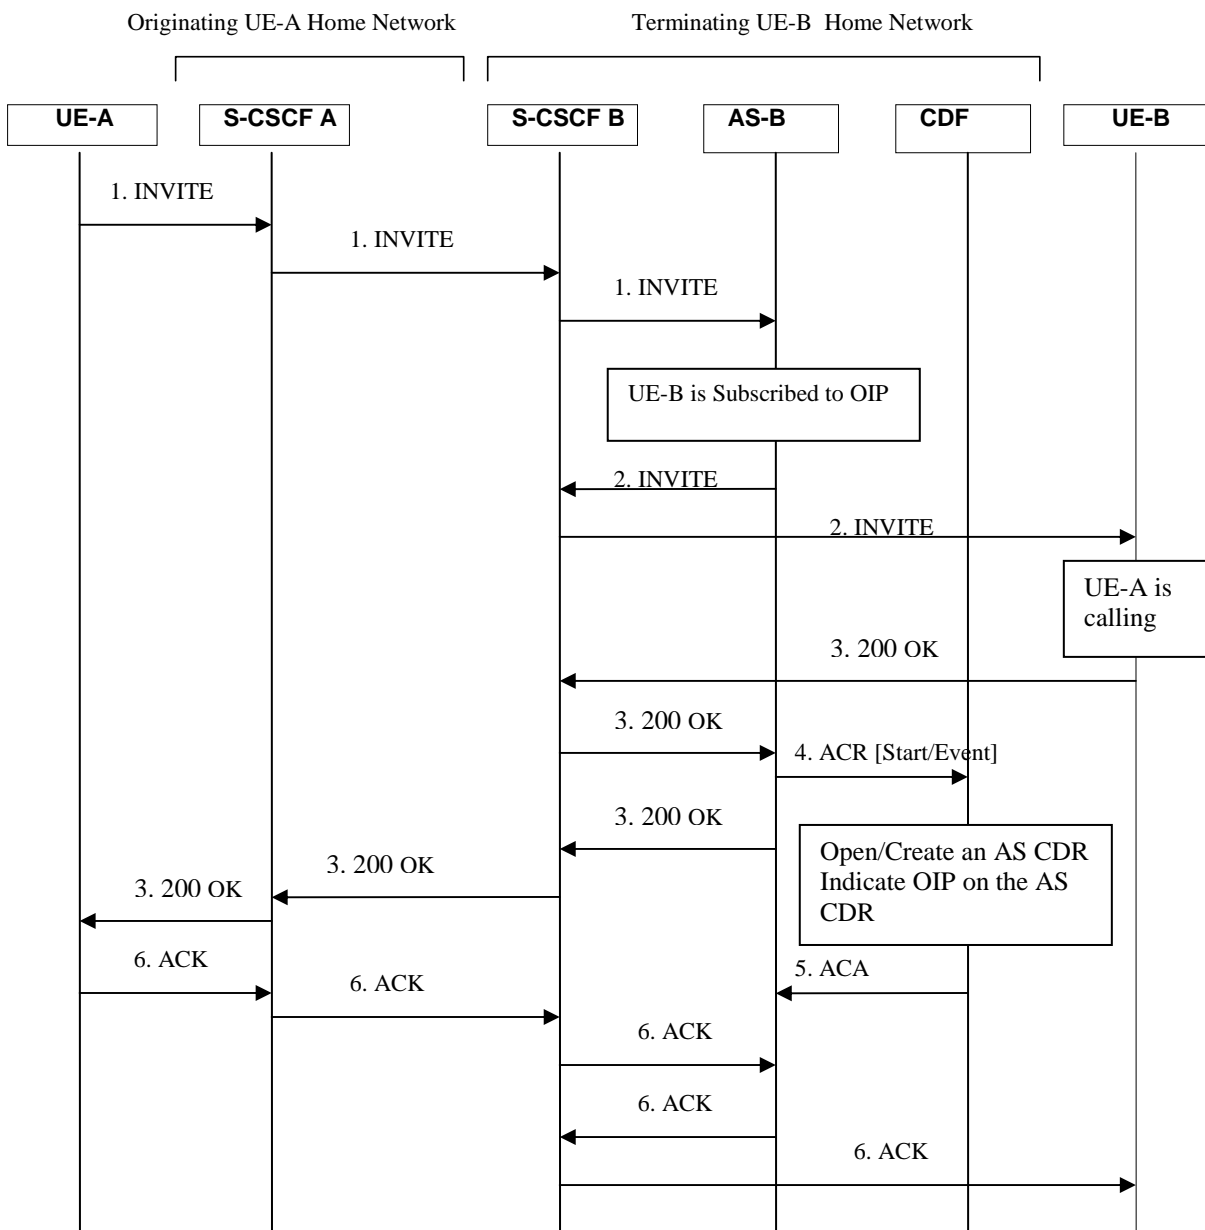 Originating UE-A Home Network
Terminating UE-B Home Network
UE-A
S-CSCF A
S-CSCF B
AS-B
CDF
UE-B
1. INVITE
1. INVITE
1. INVITE
UE-B is Subscribed to OIP
2. INVITE
2. INVITE
UE-A is
calling
3. 200 OK
3. 200 OK
4. ACR [Start/Event]
3. 200 OK
Open/Create an AS CDR
Indicate OIP on the AS
CDR
3. 200 OK
3. 200 OK
6. ACK
5. ACA
6. ACK
6. ACK
6. ACK
6. ACK